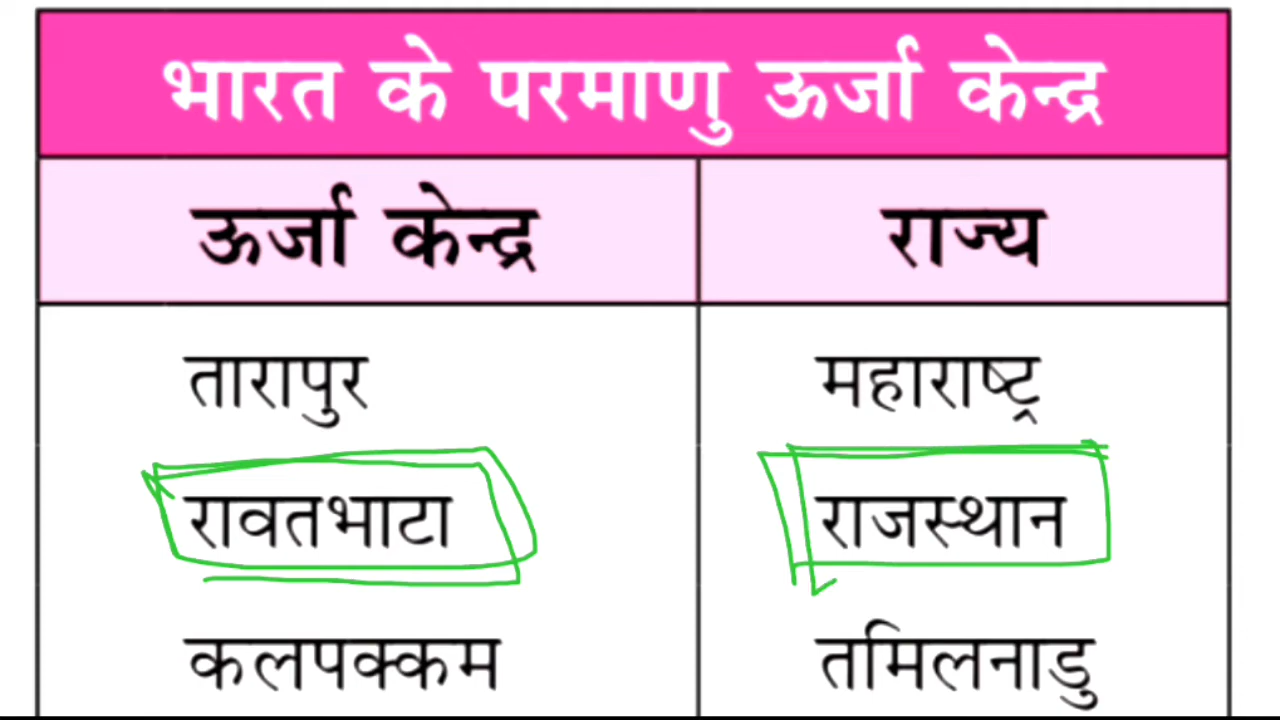 भारत के परमाणु ऊर्जा केन्द्र
ऊर्जा केन्द्र राज्य
तारापुर महाराष्ट्र
रावतभाटा राजस्थान
कलपक्कम तमिलनाडु